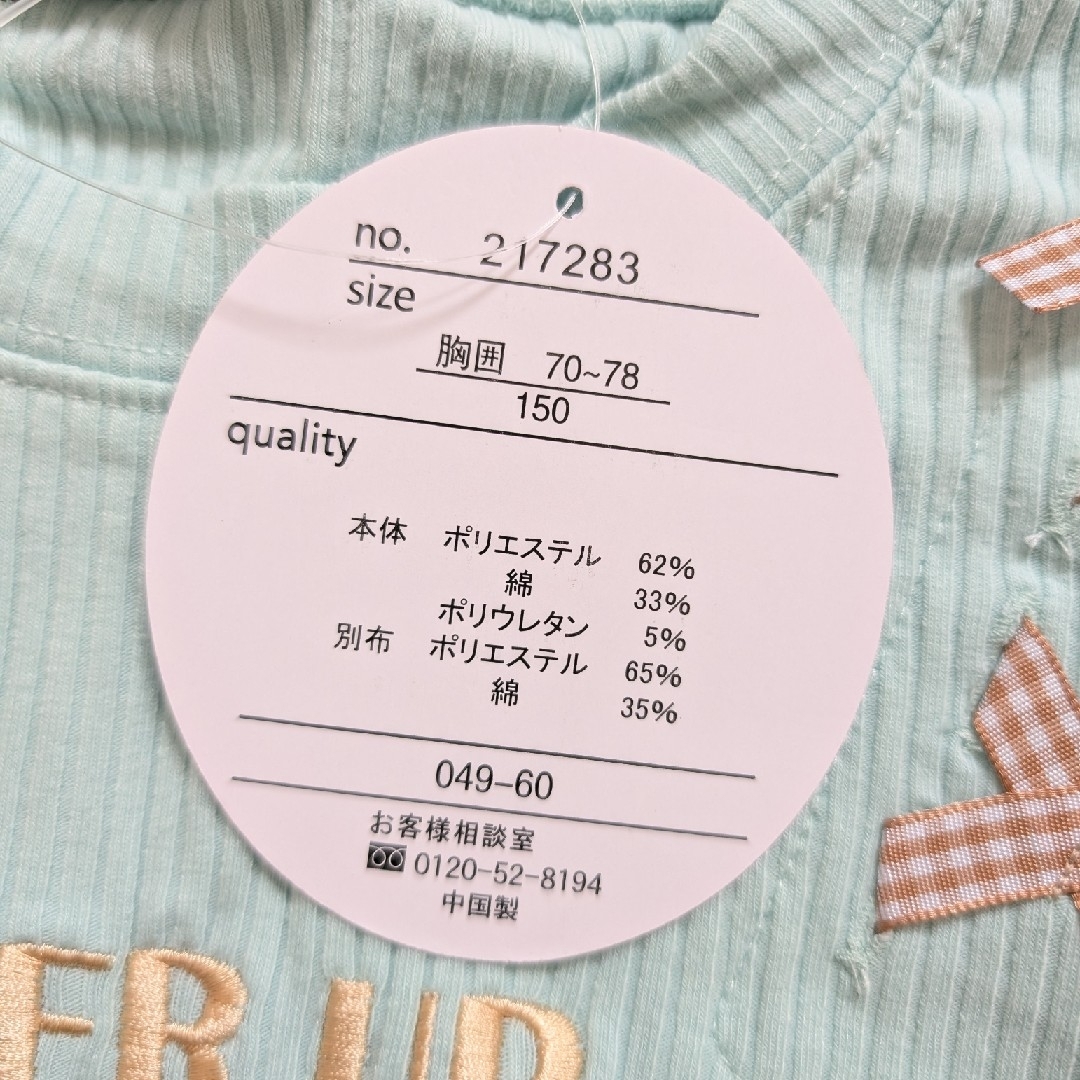 no. 217283
size
胸囲 70~78
150
quality
本体 ポリエステル 62%
綿 33%
ポリウレタン 5%
別布 ポリエステル 65%
綿 35%
049-60
お客様相談室
0120-52-8194
中国製
ER UP